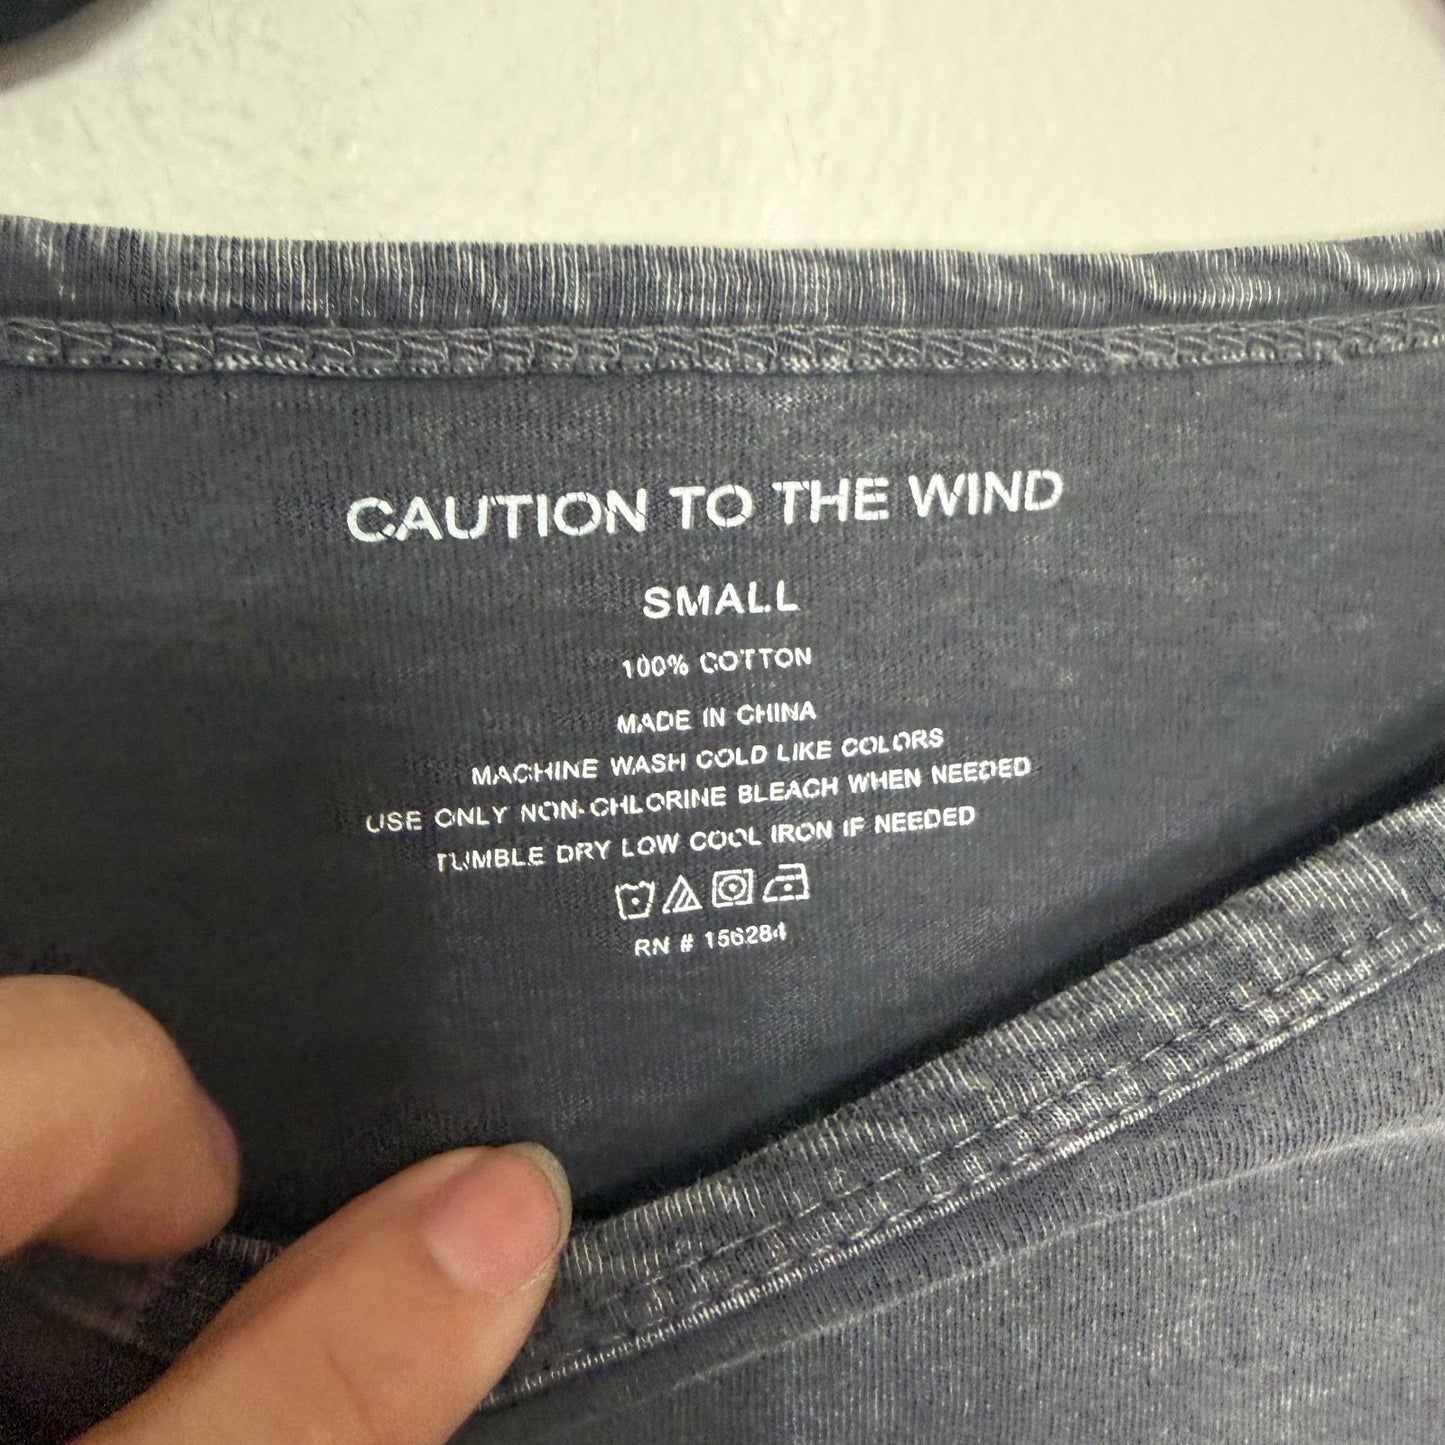 CAUTION TO THE WIND
SMALL
100% COTTON
MADE IN CHINA
MACHINE WASH COLD LIKE COLORS
USE ONLY NON-CHLORINE BLEACH WHEN NEEDED
TUMBLE DRY LOW COOL IRON IF NEEDED
RN # 156284